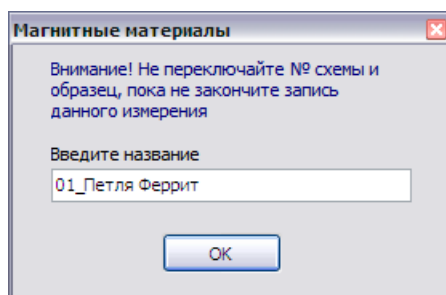 Магнитные материалы
Внимание! Не переключайте № схемы и
образец, пока не закончите запись
данного измерения
Введите название
01_Петля Феррит
OK